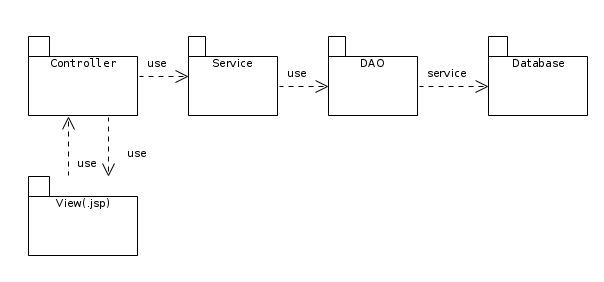 use
use
service
Controller
Service
DAO
Database
use
use
View(.jsp)